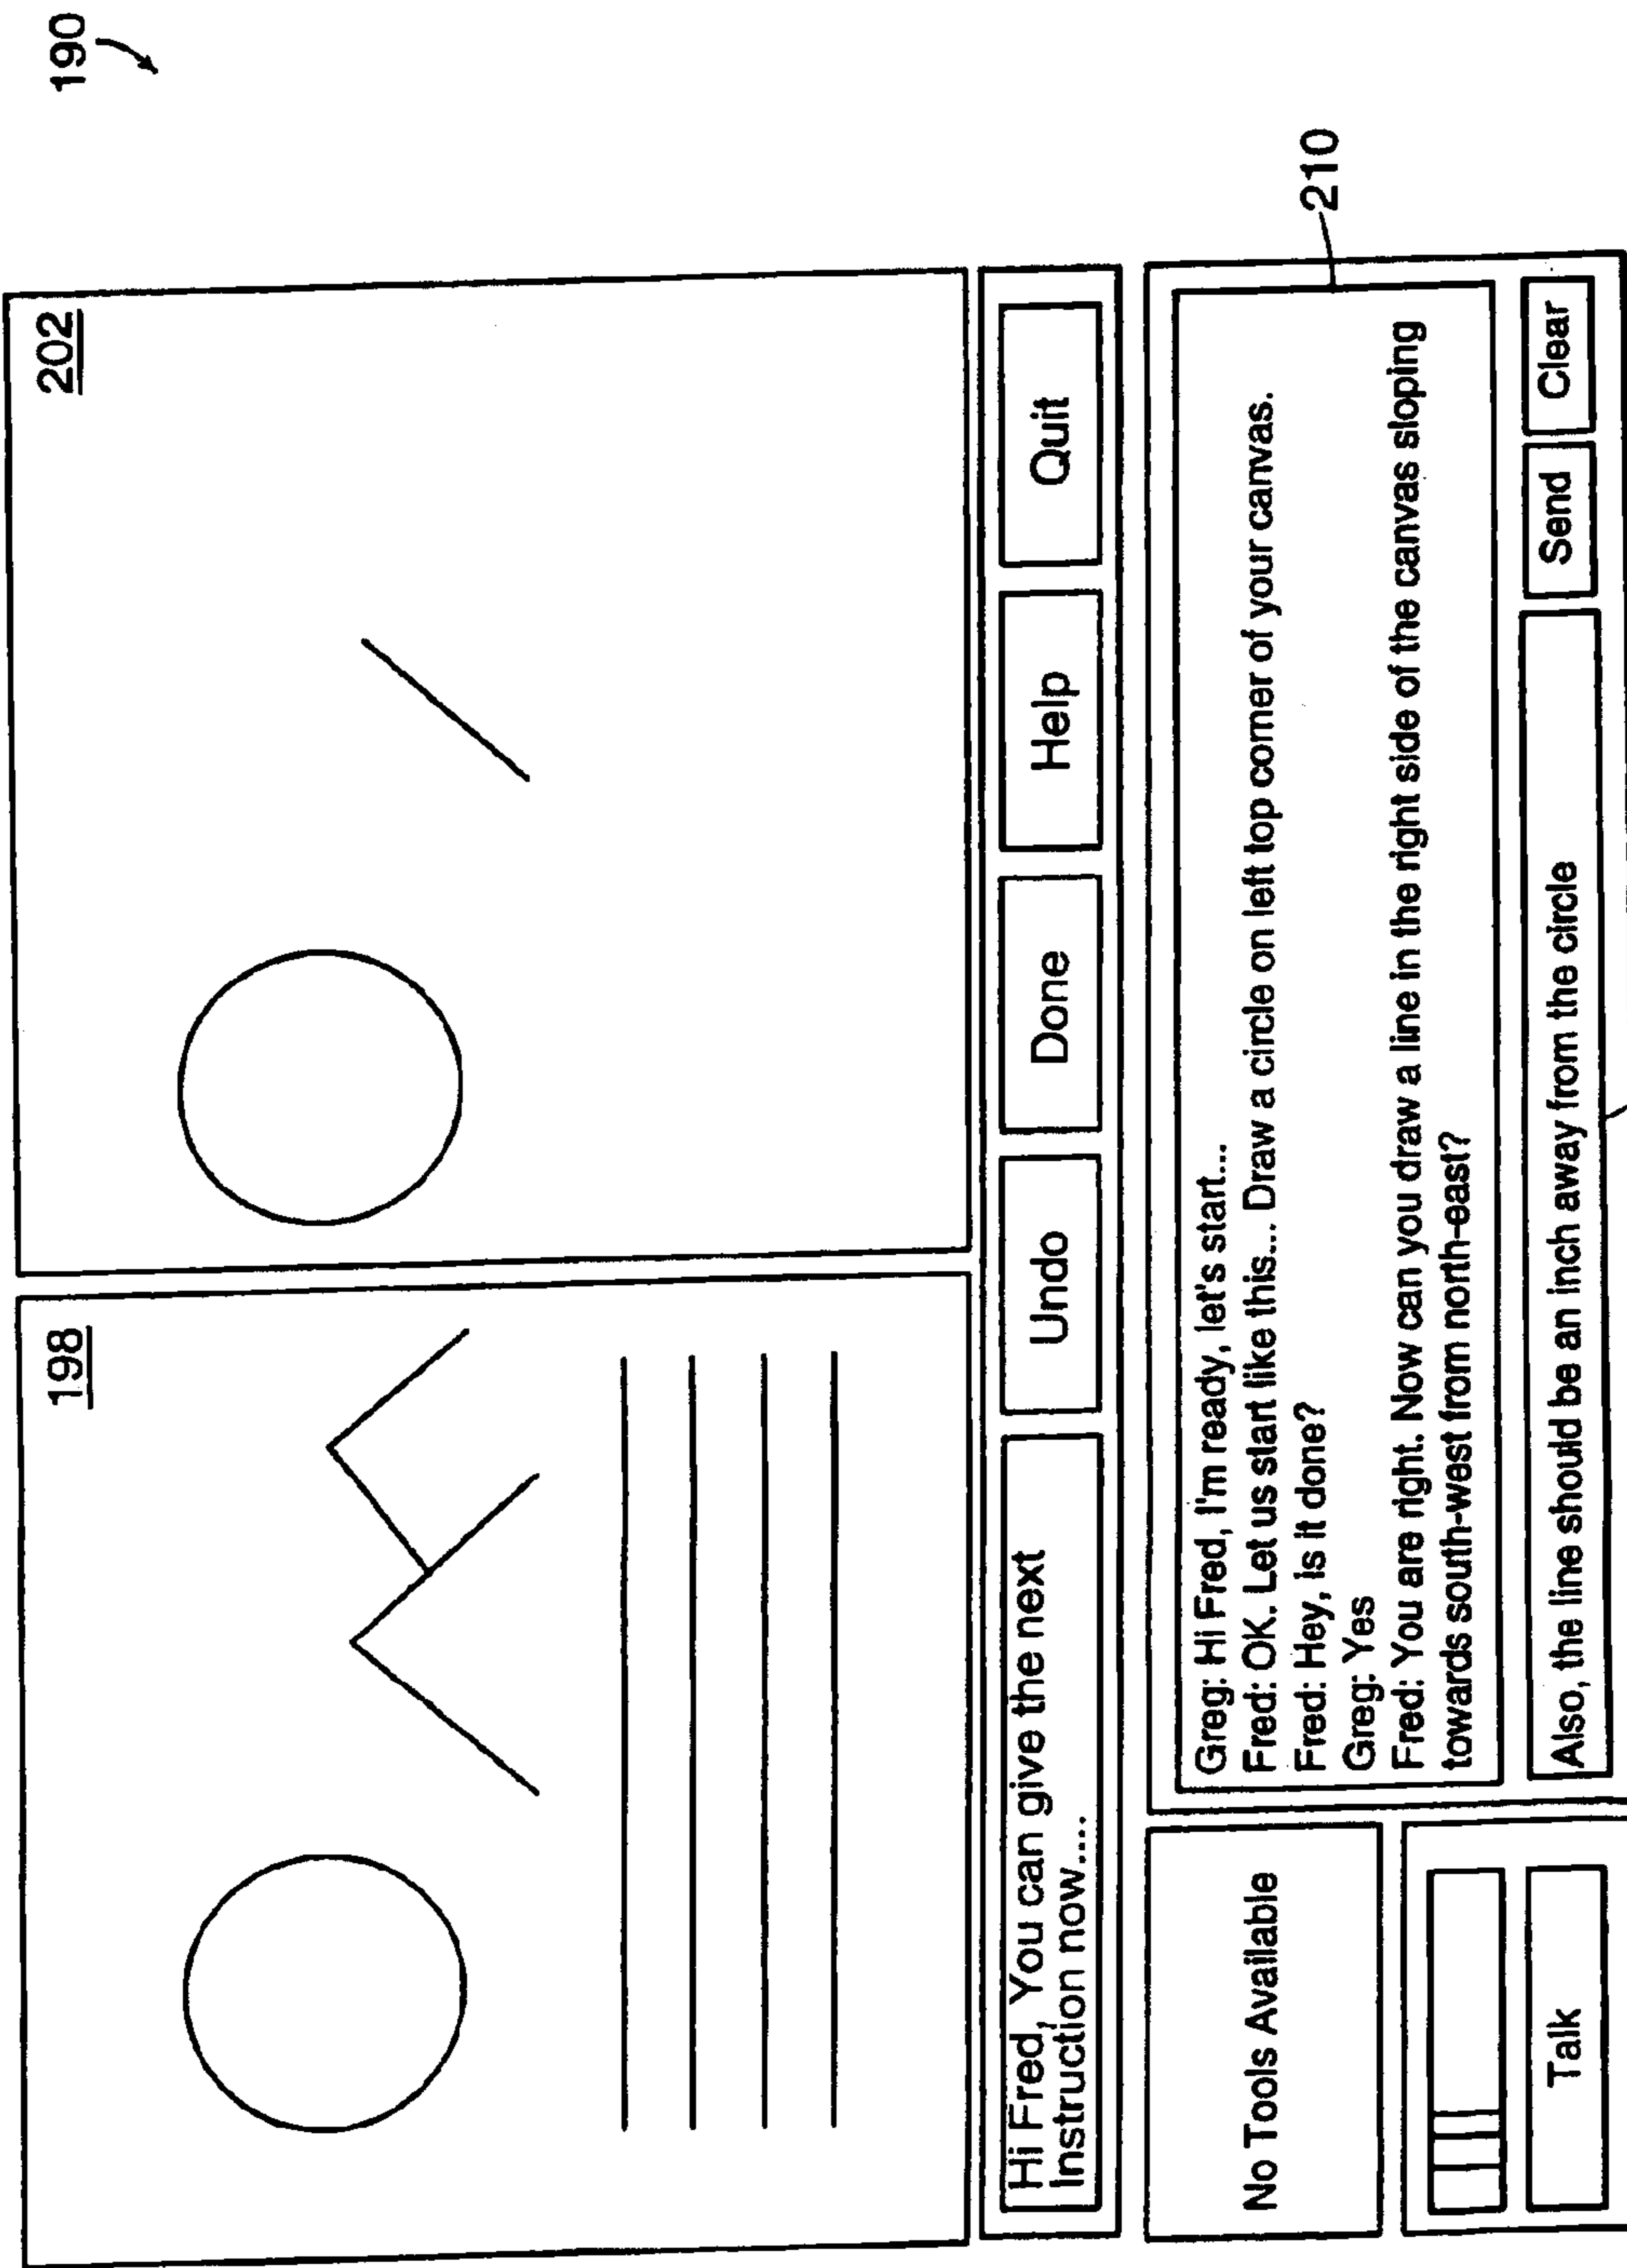 190
198
202
Hi Fred, You can give the next
Instruction now....
Undo
Done
Help
Quit
No Tools Available
Talk
210
Greg: Hi Fred, I'm ready, let's start...
Fred: OK. Let us start like this... Draw a circle on left top corner of your canvas.
Fred: Hey, is it done?
Greg: Yes
Fred: You are right. Now can you draw a line in the right side of the canvas sloping
towards south-west from north-east?
Also, the line should be an inch away from the circle
Send
Clear